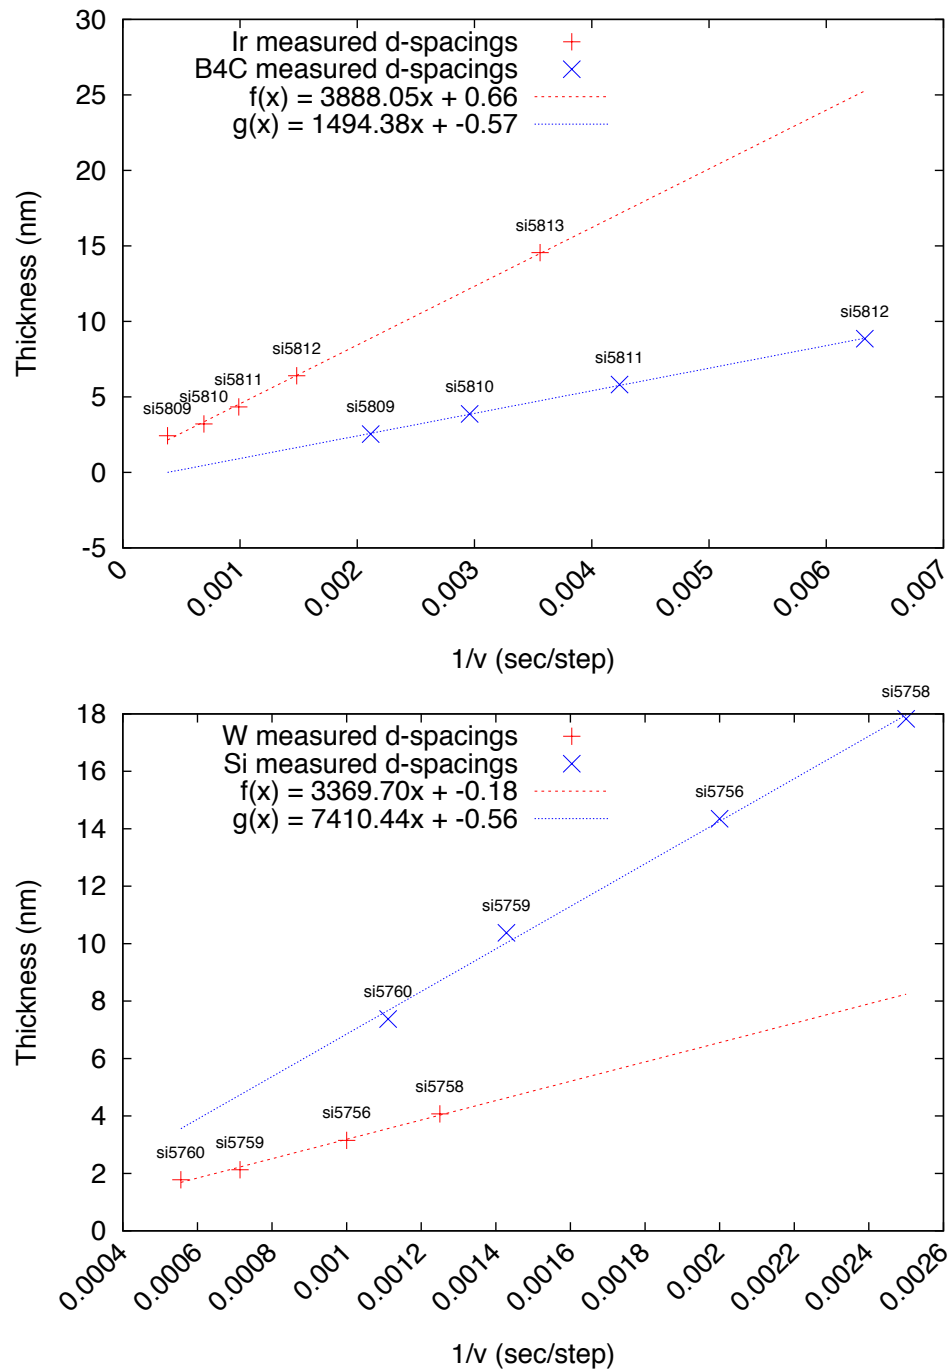 30
25
20
15
10
5
0
-5
Thickness (nm)
Ir measured d-spacings
B4C measured d-spacings
f(x) = 3888.05x + 0.66
g(x) = 1494.38x + -0.57
si5813
si5812
si5812
si5811
si5811
si5810
si5810
si5809
si5809
0
0.001
0.002
0.003
0.004
0.005
0.006
0.007
1/v (sec/step)
18
16
14
12
10
8
6
4
2
0
Thickness (nm)
W measured d-spacings
Si measured d-spacings
f(x) = 3369.70x + -0.18
g(x) = 7410.44x + -0.56
si5758
si5756
si5759
si5760
si5758
si5756
si5759
si5760
0.0004
0.0006
0.0008
0.001
0.0012
0.0014
0.0016
0.0018
0.002
0.0022
0.0024
0.0026
1/v (sec/step)